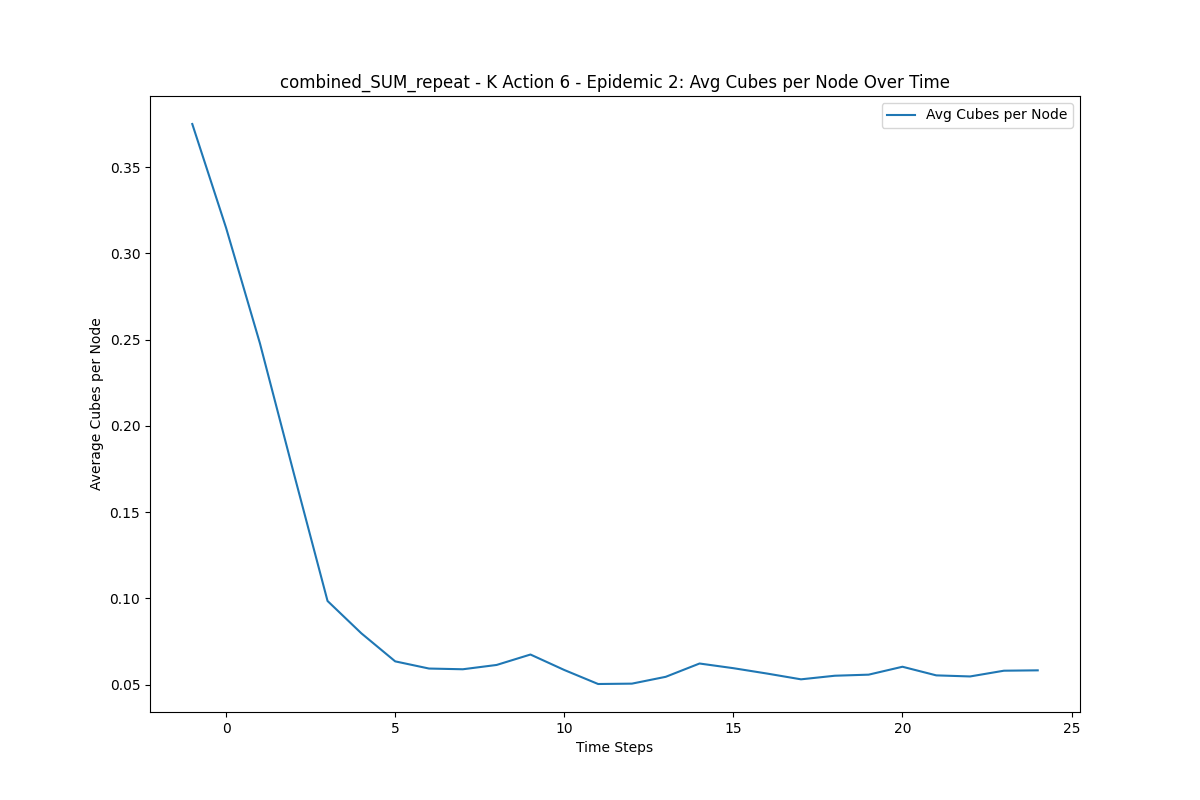 combined_SUM_repeat - K Action 6 - Epidemic 2: Avg Cubes per Node Over Time
Avg Cubes per Node
Average Cubes per Node
0.35
0.30
0.25
0.20
0.15
0.10
0.05
0 5 10 15 20 25
Time Steps